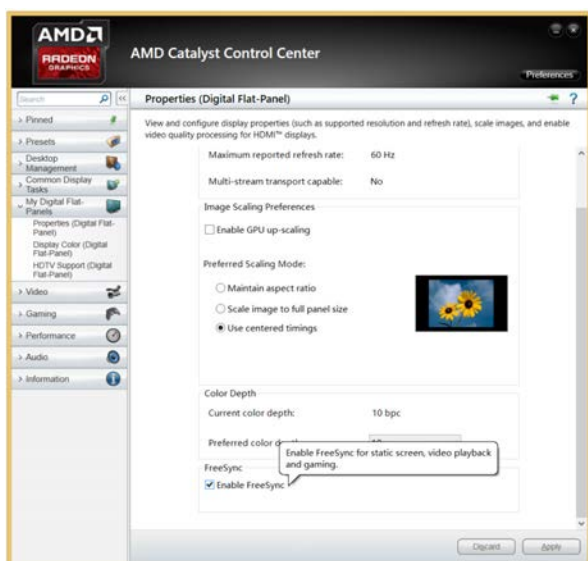 AMD
RADEON
GRAPHICS
AMD Catalyst Control Center
Preferences
Search
Properties (Digital Flat-Panel)
?
View and configure display properties (such as supported resolution and refresh rate), scale images, and enable
video quality processing for HDMI™ displays.
Pinned
Presets
Desktop
Management
Common Display
Tasks
My Digital Flat-
Panels
Properties (Digital Flat-
Panel)
Display Color (Digital
Flat-Panel)
HDTV Support (Digital
Flat-Panel)
Video
Gaming
Performance
Audio
Information
Maximum reported refresh rate: 60 Hz
Multi-stream transport capable: No
Image Scaling Preferences
Enable GPU up-scaling
Preferred Scaling Mode:
Maintain aspect ratio
Scale image to full panel size
Use centered timings
Color Depth
Current color depth: 10 bpc
Preferred color
Enable FreeSync for static screen, video playback
and gaming.
FreeSync
Enable FreeSync
Discard Apply